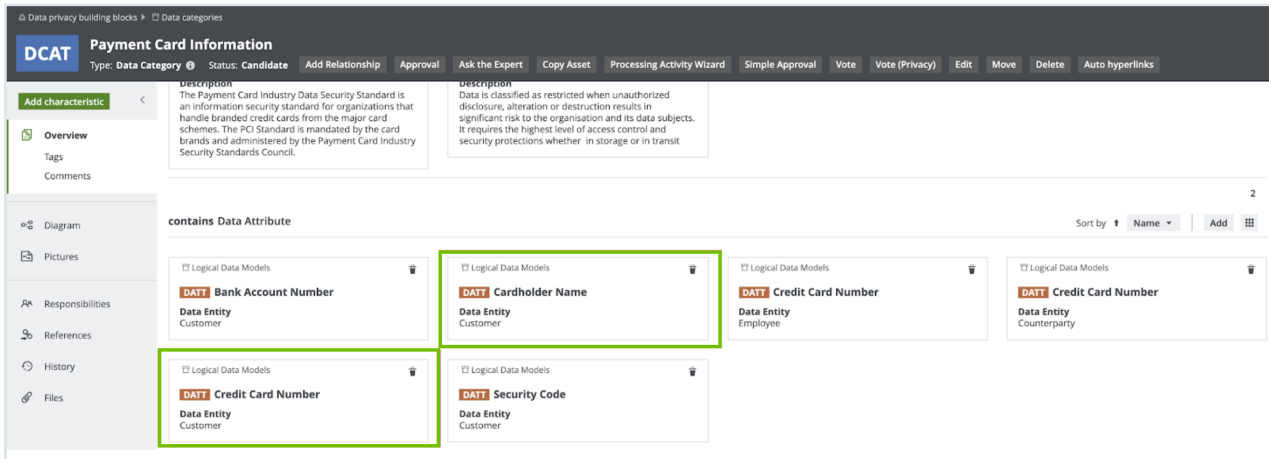 Data privacy building blocks Data categories
DCAT
Payment Card Information
Type: Data Category Status: Candidate Add Relationship Approval Ask the Expert Copy Asset Processing Activity Wizard Simple Approval Vote Vote (Privacy) Edit Move Delete Auto hyperlinks
Add characteristic
Overview
Tags
Comments
Diagram
Pictures
Responsibilities
References
History
Files
Description
The Payment Card Industry Data Security Standard is
an information security standard for organizations that
handle branded credit cards from the major card
schemes. The PCI Standard is mandated by the card
brands and administered by the Payment Card Industry
Security Standards Council.
Description
Data is classified as restricted when unauthorized
disclosure, alteration or destruction results in
significant risk to the organisation and its data subjects.
It requires the highest level of access control and
security protections whether in storage or in transit
2
contains Data Attribute
Sort by Name Add
Logical Data Models
DATT Bank Account Number
Data Entity
Customer
Logical Data Models
DATT Cardholder Name
Data Entity
Customer
Logical Data Models
DATT Credit Card Number
Data Entity
Employee
Logical Data Models
DATT Credit Card Number
Data Entity
Counterparty
Logical Data Models
DATT Credit Card Number
Data Entity
Customer
Logical Data Models
DATT Security Code
Data Entity
Customer